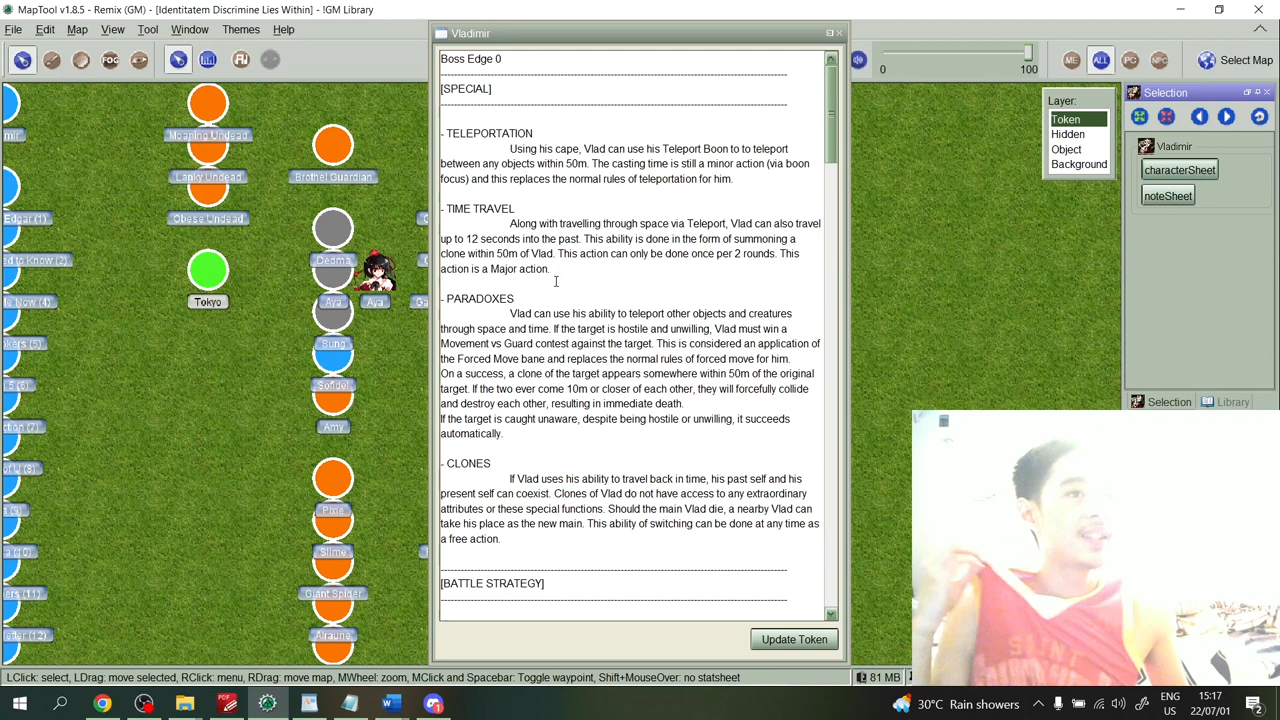 MapTool v1.8.5 - Remix (GM) - [Identitatem Discrimine Lies Within] - !GM Library
File Edit Map View Tool Window Themes Help
FOG
0 100
ME ALL PC NPC
Select Map
Vladimir
Boss Edge 0
[SPECIAL]
- TELEPORTATION
Using his cape, Vlad can use his Teleport Boon to to teleport
between any objects within 50m. The casting time is still a minor action (via boon
focus) and this replaces the normal rules of teleportation for him.
- TIME TRAVEL
Along with travelling through space via Teleport, Vlad can also travel
up to 12 seconds into the past. This ability is done in the form of summoning a
clone within 50m of Vlad. This action can only be done once per 2 rounds. This
action is a Major action.
- PARADOXES
Vlad can use his ability to teleport other objects and creatures
through space and time. If the target is hostile and unwilling, Vlad must win a
Movement vs Guard contest against the target. This is considered an application of
the Forced Move bane and replaces the normal rules of forced move for him.
On a success, a clone of the target appears somewhere within 50m of the original
target. If the two ever come 10m or closer of each other, they will forcefully collide
and destroy each other, resulting in immediate death.
If the target is caught unaware, despite being hostile or unwilling, it succeeds
automatically.
- CLONES
If Vlad uses his ability to travel back in time, his past self and his
present self can coexist. Clones of Vlad do not have access to any extraordinary
attributes or these special functions. Should the main Vlad die, a nearby Vlad can
take his place as the new main. This ability of switching can be done at any time as
a free action.
[BATTLE STRATEGY]
Update Token
Layer:
Token
Hidden
Object
Background
Selection
Vladimir
characterSheet
noteSheet
Selection Library
Moaning Undead
Lanky Undead
Brothel Guardian
Edgar (1)
Obese Undead
ed to Know (2)
Dedma
le Now (4)
Tokyo
Aya Aya
Sung
Sofidel
Amy
Pixie
Slime
Giant Spider
Alraune
LClick: select, LDrag: move selected, RClick: menu, RDrag: move map, MWheel: zoom, MClick and Spacebar: Toggle waypoint, Shift+MouseOver: no statsheet
81 MB
30°C Rain showers
ENG
US
15:17
22/07/01